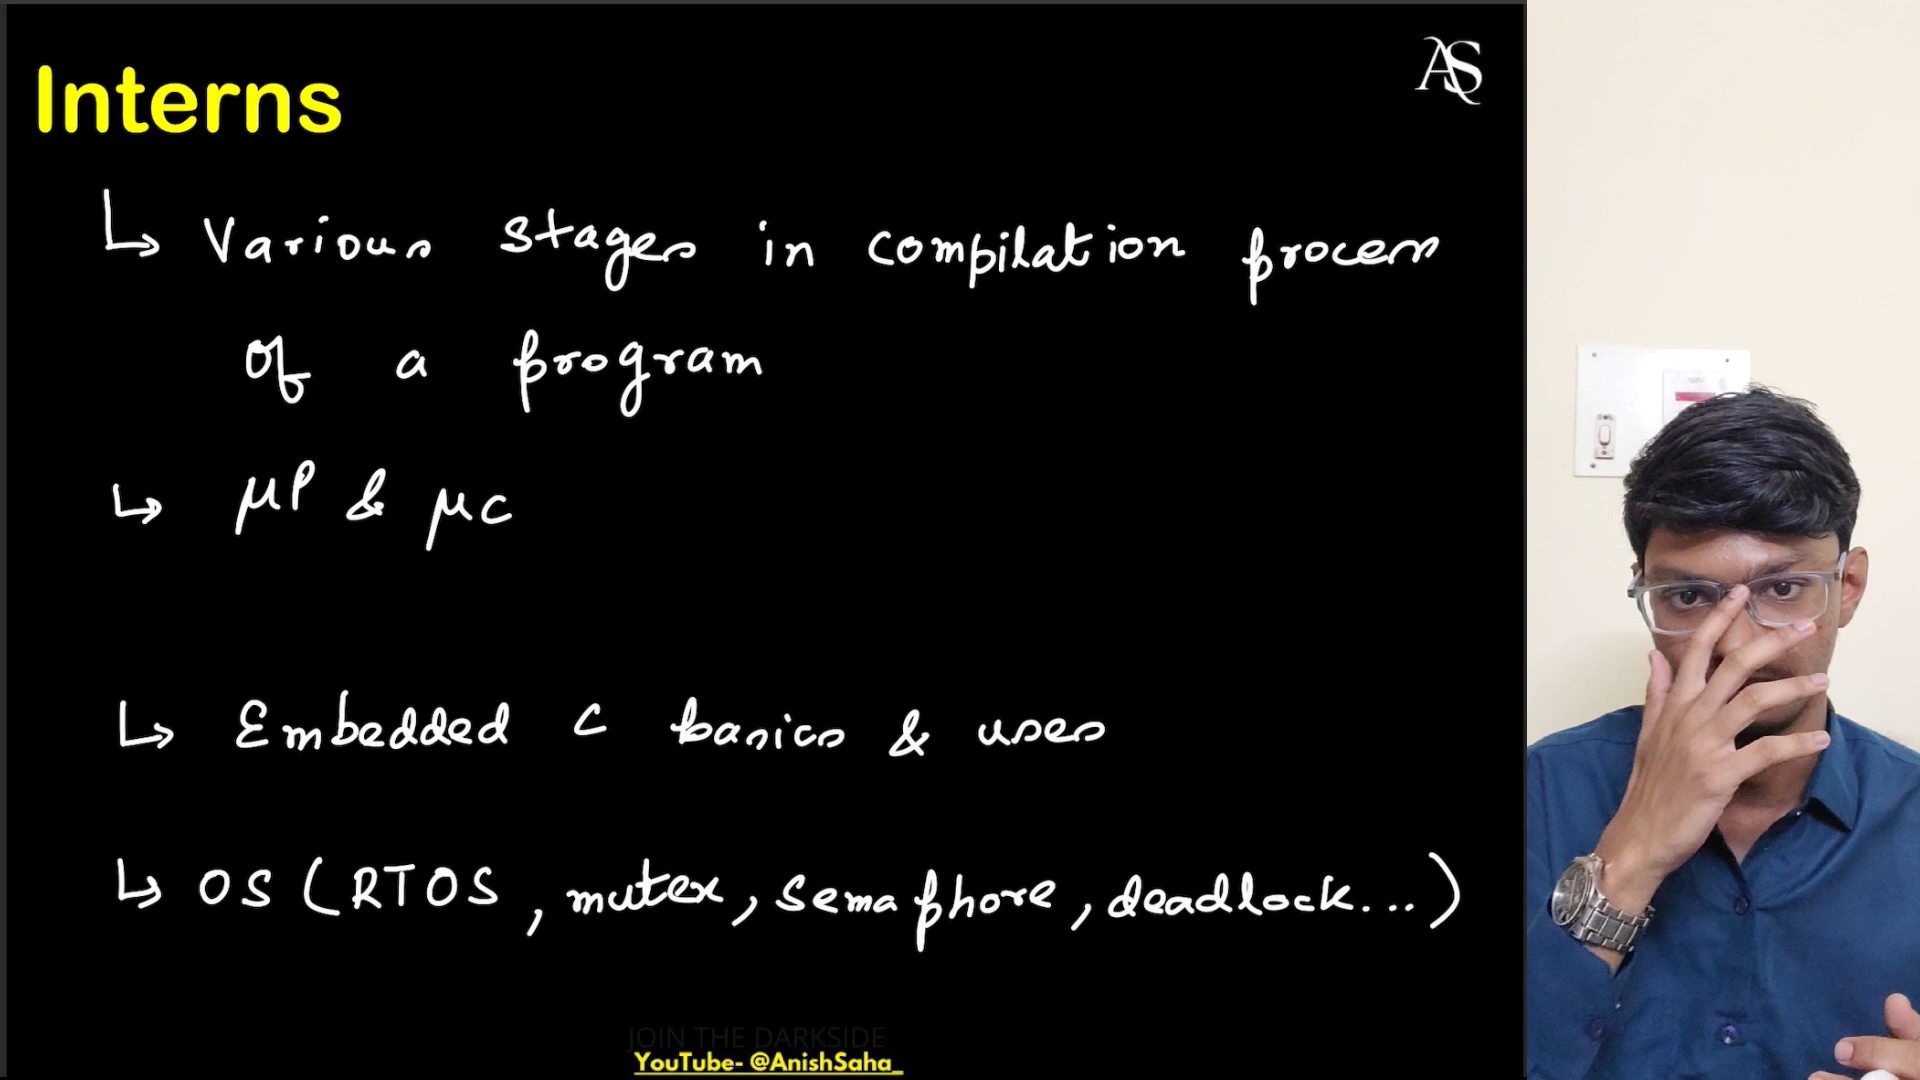 Interns
AS
↳ Various stages in compilation process
of a program
↳ μP & μc
↳ Embedded C basics & uses
↳ OS (RTOS, mutex, semaphore, deadlock...)
JOIN THE DARKSIDE
YouTube- @AnishSaha_